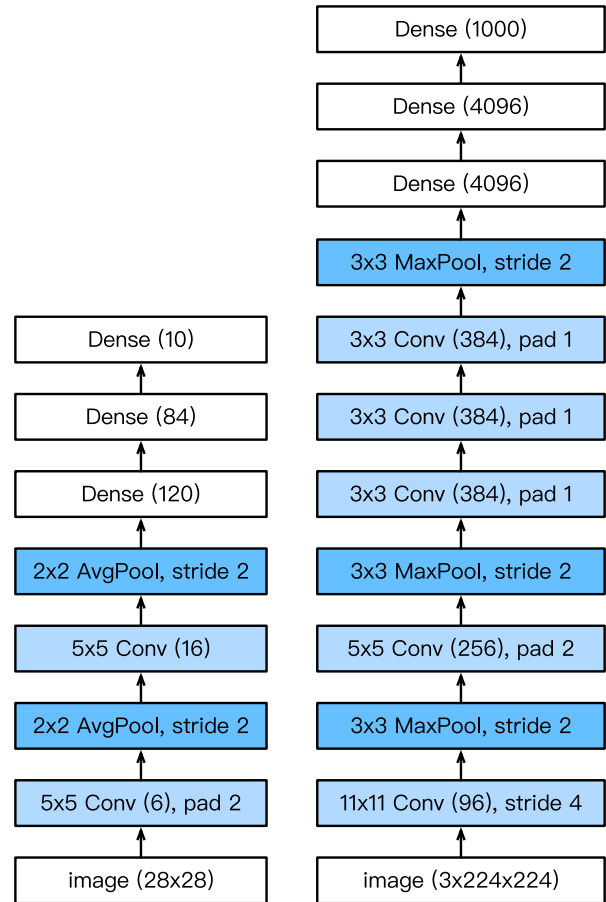 Dense (10)
Dense (84)
Dense (120)
2x2 AvgPool, stride 2
5x5 Conv (16)
2x2 AvgPool, stride 2
5x5 Conv (6), pad 2
image (28x28)
Dense (1000)
Dense (4096)
Dense (4096)
3x3 MaxPool, stride 2
3x3 Conv (384), pad 1
3x3 Conv (384), pad 1
3x3 Conv (384), pad 1
3x3 MaxPool, stride 2
5x5 Conv (256), pad 2
3x3 MaxPool, stride 2
11x11 Conv (96), stride 4
image (3x224x224)